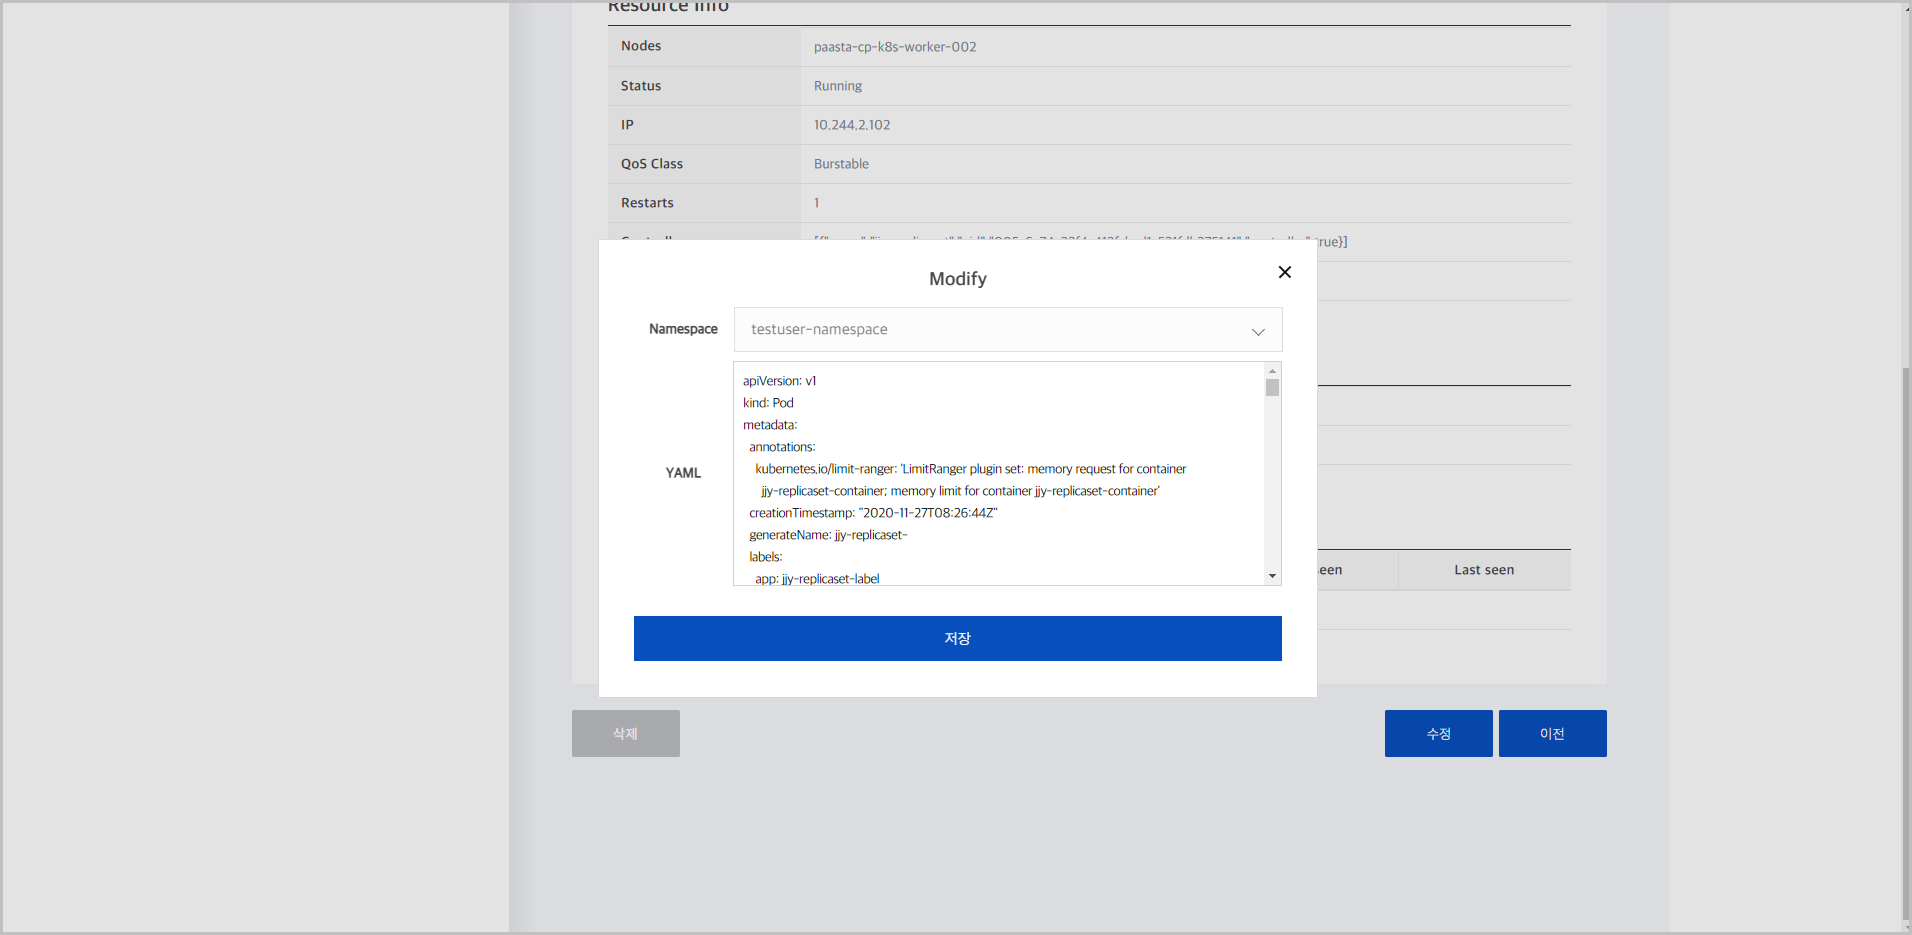 Resource Info
Nodes paasta-cp-k8s-worker-002
Status Running
IP 10.244.2.102
QoS Class Burstable
Restarts 1
true}]
Modify
Namespace testuser-namespace
YAML
apiVersion: v1
kind: Pod
metadata:
annotations:
kubernetes.io/limit-ranger: 'LimitRanger plugin set: memory request for container
jjy-replicaset-container; memory limit for container jjy-replicaset-container'
creationTimestamp: "2020-11-27T08:26:44Z"
generateName: jjy-replicaset-
labels:
app: jjy-replicaset-label
een Last seen
저장
삭제 수정 이전